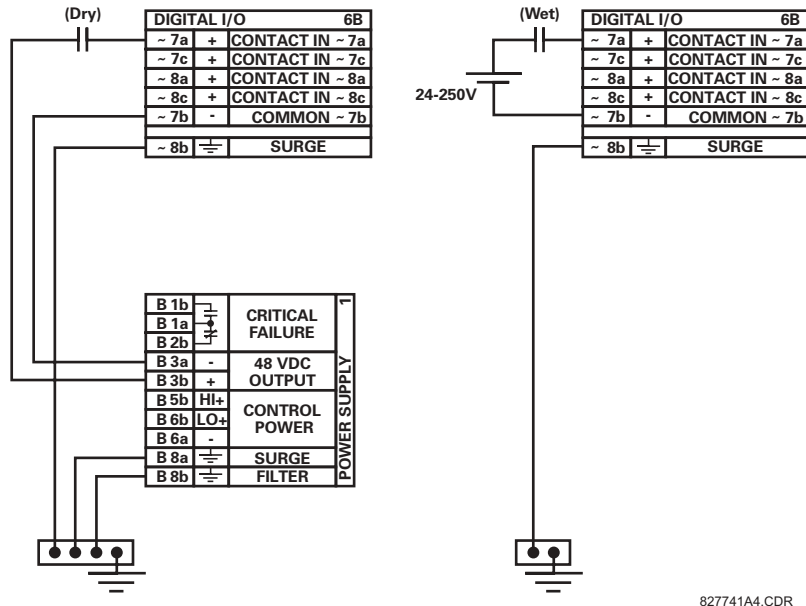 (Dry)
DIGITAL I/O 6B
~ 7a + CONTACT IN ~ 7a
~ 7c + CONTACT IN ~ 7c
~ 8a + CONTACT IN ~ 8a
~ 8c + CONTACT IN ~ 8c
~ 7b - COMMON ~ 7b
~ 8b SURGE
(Wet)
24-250V
DIGITAL I/O 6B
~ 7a + CONTACT IN ~ 7a
~ 7c + CONTACT IN ~ 7c
~ 8a + CONTACT IN ~ 8a
~ 8c + CONTACT IN ~ 8c
~ 7b - COMMON ~ 7b
~ 8b SURGE
B 1b
B 1a
B 2b
CRITICAL
FAILURE
B 3a -
B 3b +
48 VDC
OUTPUT
B 5b HI+
B 6b LO+
B 6a -
CONTROL
POWER
B 8a SURGE
B 8b FILTER
POWER SUPPLY 1
827741A4.CDR